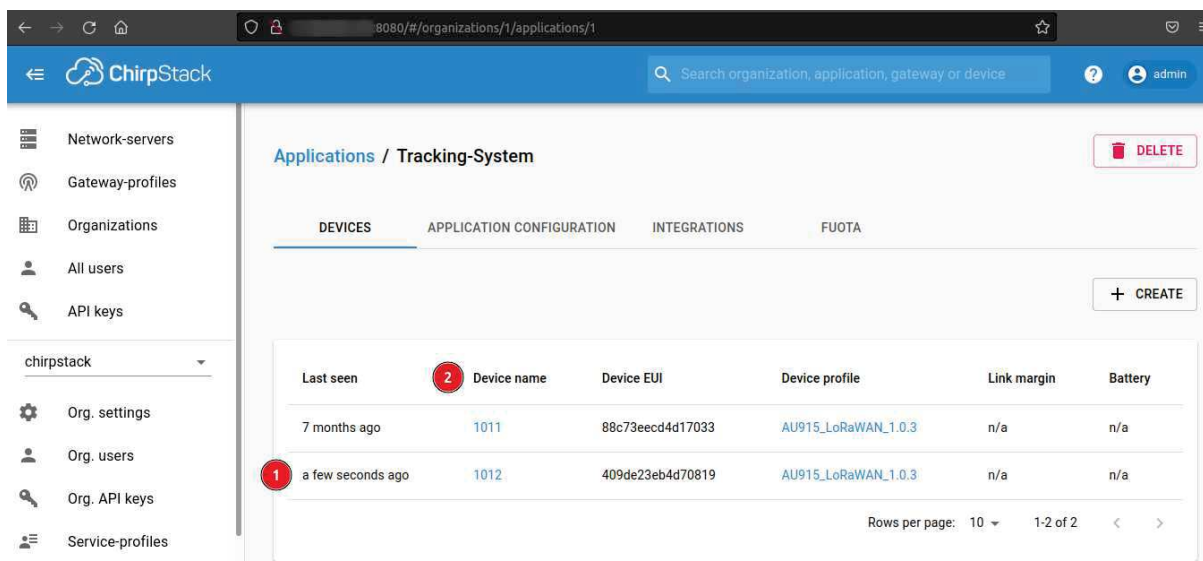 :8080/#/organizations/1/applications/1
ChirpStack
Search organization, application, gateway or device
? admin
Network-servers
Gateway-profiles
Organizations
All users
API keys
chirpstack
Org. settings
Org. users
Org. API keys
Service-profiles
Applications / Tracking-System
DELETE
DEVICES APPLICATION CONFIGURATION INTEGRATIONS FUOTA
+ CREATE
Last seen 2 Device name Device EUI Device profile Link margin Battery
7 months ago 1011 88c73eecd4d17033 AU915_LoRaWAN_1.0.3 n/a n/a
1 a few seconds ago 1012 409de23eb4d70819 AU915_LoRaWAN_1.0.3 n/a n/a
Rows per page: 10 1-2 of 2 < >